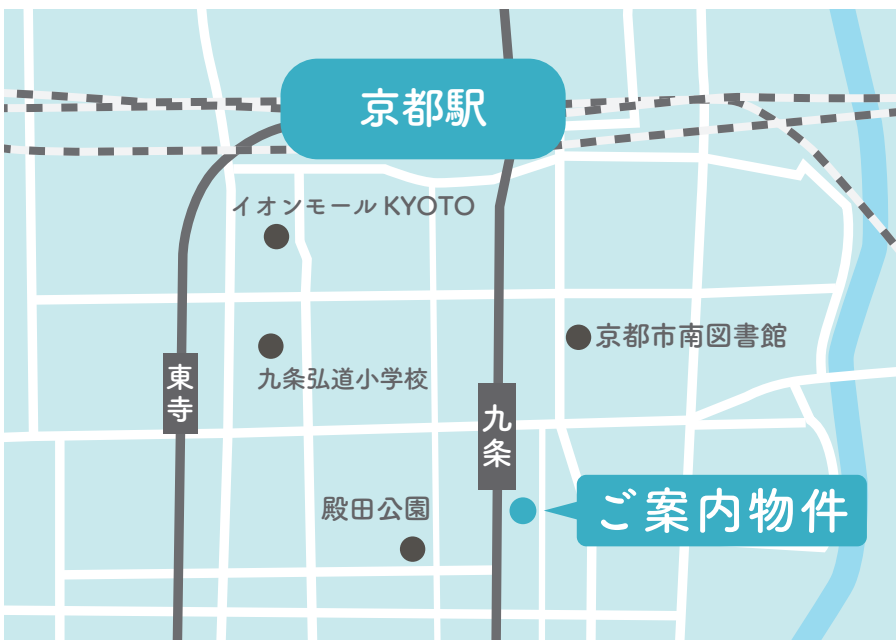 京都駅
イオンモール KYOTO
京都市南図書館
九条弘道小学校
東寺
九条
殿田公園
ご案内物件